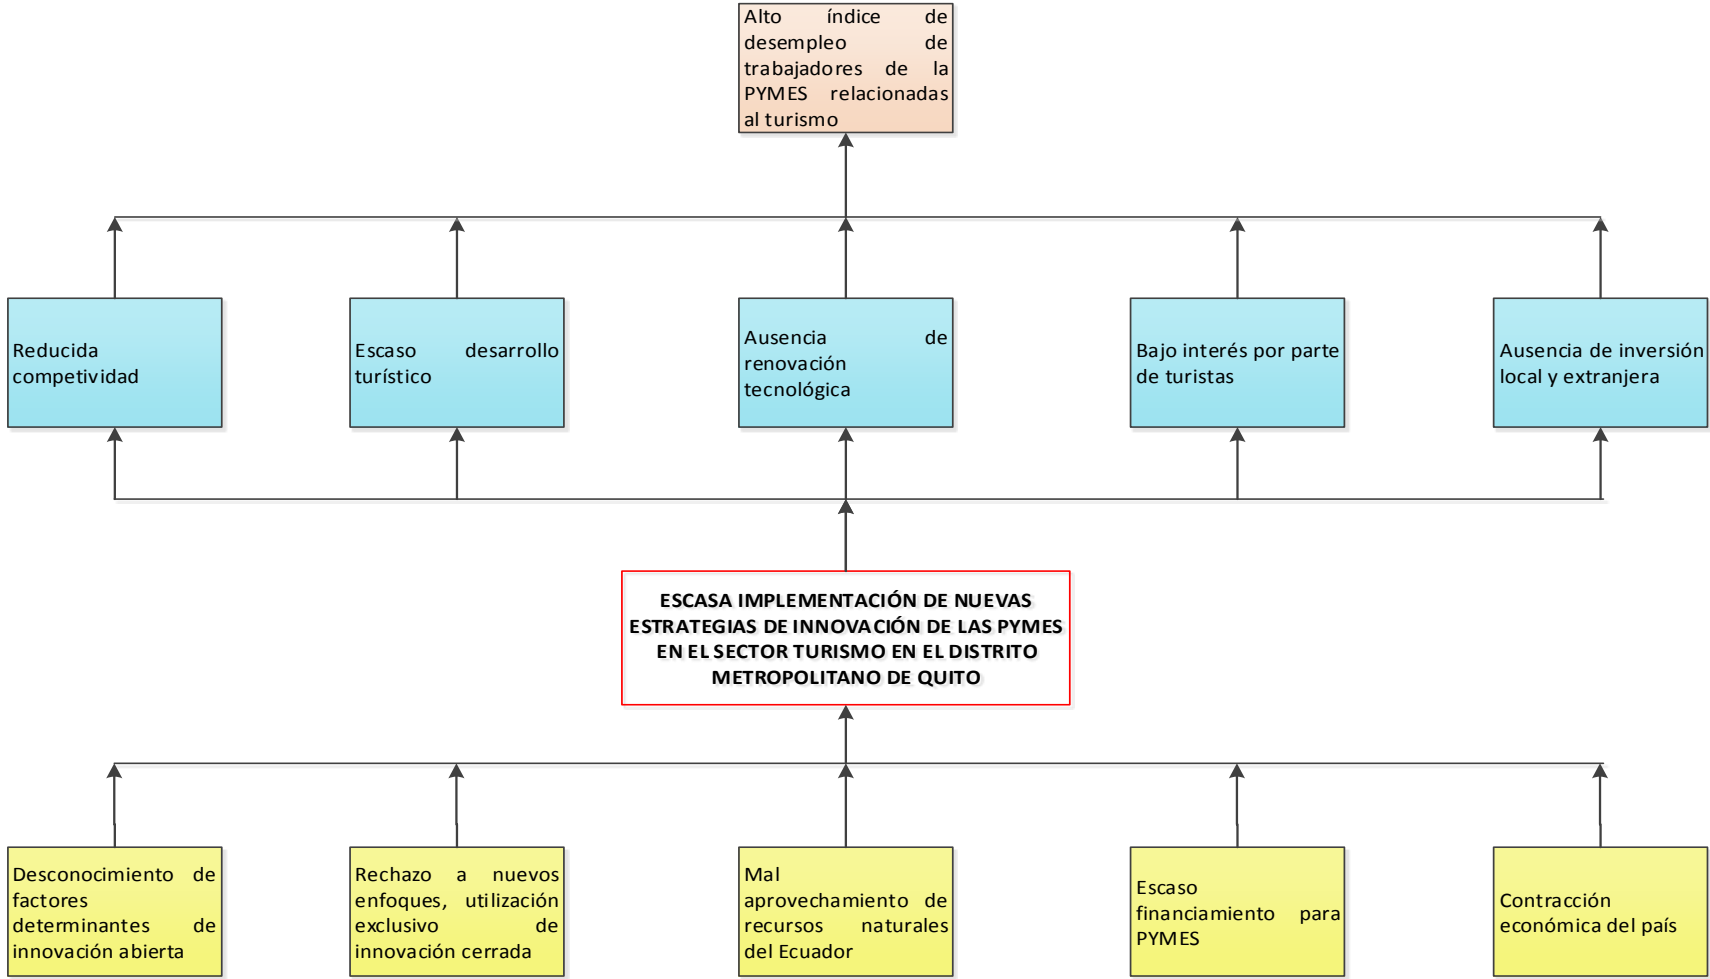 Alto índice de
desempleo de
trabajadores de la
PYMES relacionadas
al turismo
Reducida
competividad
Escaso desarrollo
turístico
Ausencia de
renovación
tecnológica
Bajo interés por parte
de turistas
Ausencia de inversión
local y extranjera
ESCASA IMPLEMENTACIÓN DE NUEVAS
ESTRATEGIAS DE INNOVACIÓN DE LAS PYMES
EN EL SECTOR TURISMO EN EL DISTRITO
METROPOLITANO DE QUITO
Desconocimiento de
factores
determinantes de
innovación abierta
Rechazo a nuevos
enfoques, utilización
exclusivo de
innovación cerrada
Mal
aprovechamiento de
recursos naturales
del Ecuador
Escaso
financiamiento para
PYMES
Contracción
económica del país